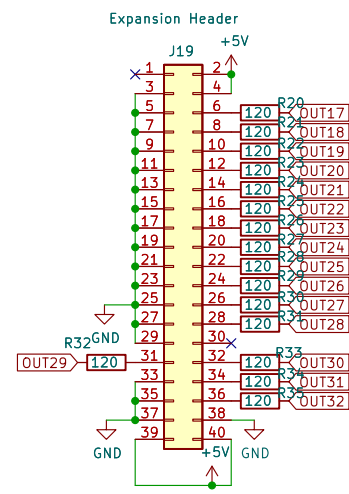 Expansion Header
+5V
J19
1 2
3 4
R20
5 6 120 OUT17
R21
7 8 120 OUT18
R22
9 10 120 OUT19
R23
11 12 120 OUT20
R24
13 14 120 OUT21
R25
15 16 120 OUT22
R26
17 18 120 OUT23
R27
19 20 120 OUT24
R28
21 22 120 OUT25
R29
23 24 120 OUT26
R30
25 26 120 OUT27
R31
27 28 120 OUT28
GND
R32
29 30
R33
OUT29 120 31 32 120 OUT30
R34
33 34 120 OUT31
R35
35 36 120 OUT32
37 38
39 40
GND
+5V
GND